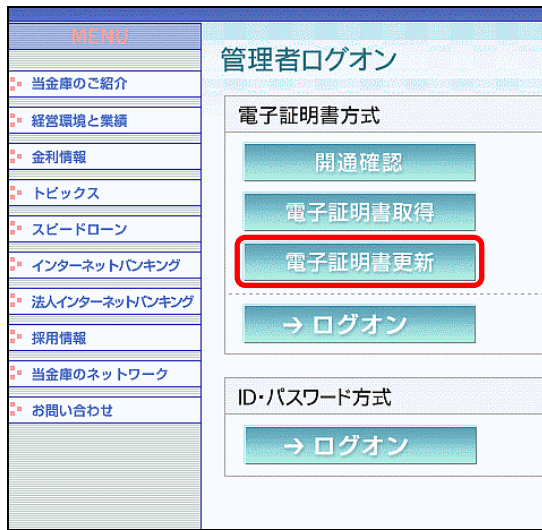 MENU
当金庫のご紹介
経営環境と業績
金利情報
トピックス
スピードローン
インターネットバンキング
法人インターネットバンキング
採用情報
当金庫のネットワーク
お問い合わせ
管理者ログオン
電子証明書方式
開通確認
電子証明書取得
電子証明書更新
→ ログオン
ID・パスワード方式
→ ログオン